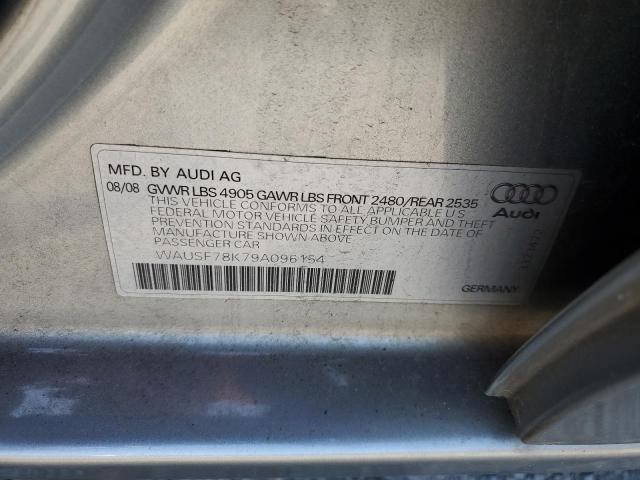 MFD. BY AUDI AG
08/08 GVWR LBS 4905 GAWR LBS FRONT 2480/REAR 2535
THIS VEHICLE CONFORMS TO ALL APPLICABLE U.S
FEDERAL MOTOR VEHICLE SAFETY BUMPER AND THEFT
PREVENTION STANDARDS IN EFFECT ON THE DATE OF
MANUFACTURE SHOWN ABOVE
PASSENGER CAR
WAUSF78K79A096154
Audi
GERMANY